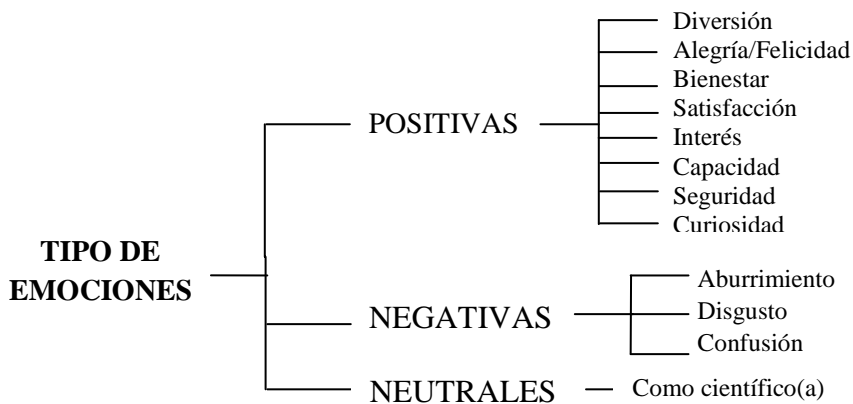 TIPO DE
EMOCIONES
POSITIVAS
Diversión
Alegría/Felicidad
Bienestar
Satisfacción
Interés
Capacidad
Seguridad
Curiosidad
NEGATIVAS
Aburrimiento
Disgusto
Confusión
NEUTRALES
Como científico(a)